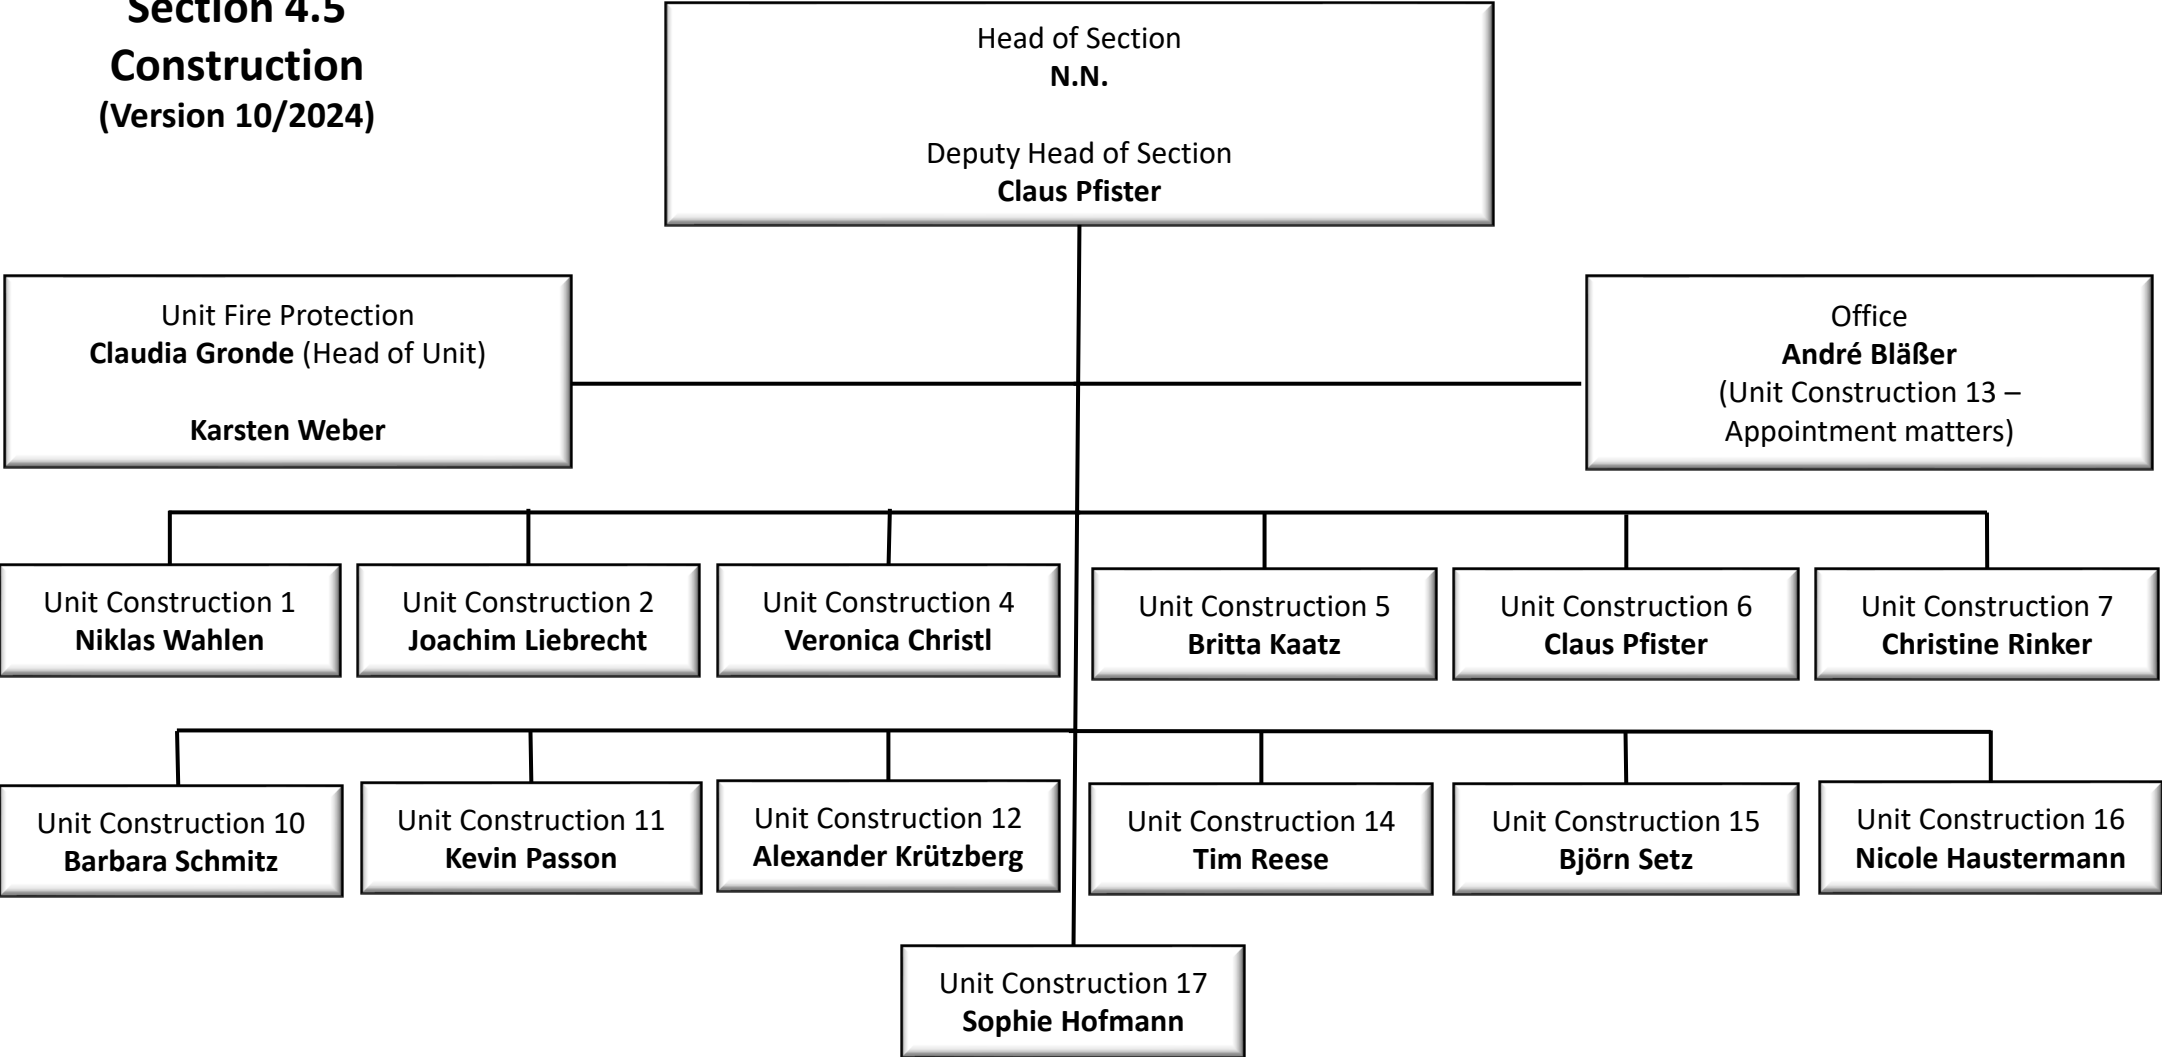 Section 4.5
Construction
(Version 10/2024)
Head of Section
N.N.
Deputy Head of Section
Claus Pfister
Unit Fire Protection
Claudia Gronde (Head of Unit)
Karsten Weber
Office
André Bläßer
(Unit Construction 13 –
Appointment matters)
Unit Construction 1
Niklas Wahlen
Unit Construction 2
Joachim Liebrecht
Unit Construction 4
Veronica Christl
Unit Construction 5
Britta Kaatz
Unit Construction 6
Claus Pfister
Unit Construction 7
Christine Rinker
Unit Construction 10
Barbara Schmitz
Unit Construction 11
Kevin Passon
Unit Construction 12
Alexander Krützberg
Unit Construction 14
Tim Reese
Unit Construction 15
Björn Setz
Unit Construction 16
Nicole Haustermann
Unit Construction 17
Sophie Hofmann